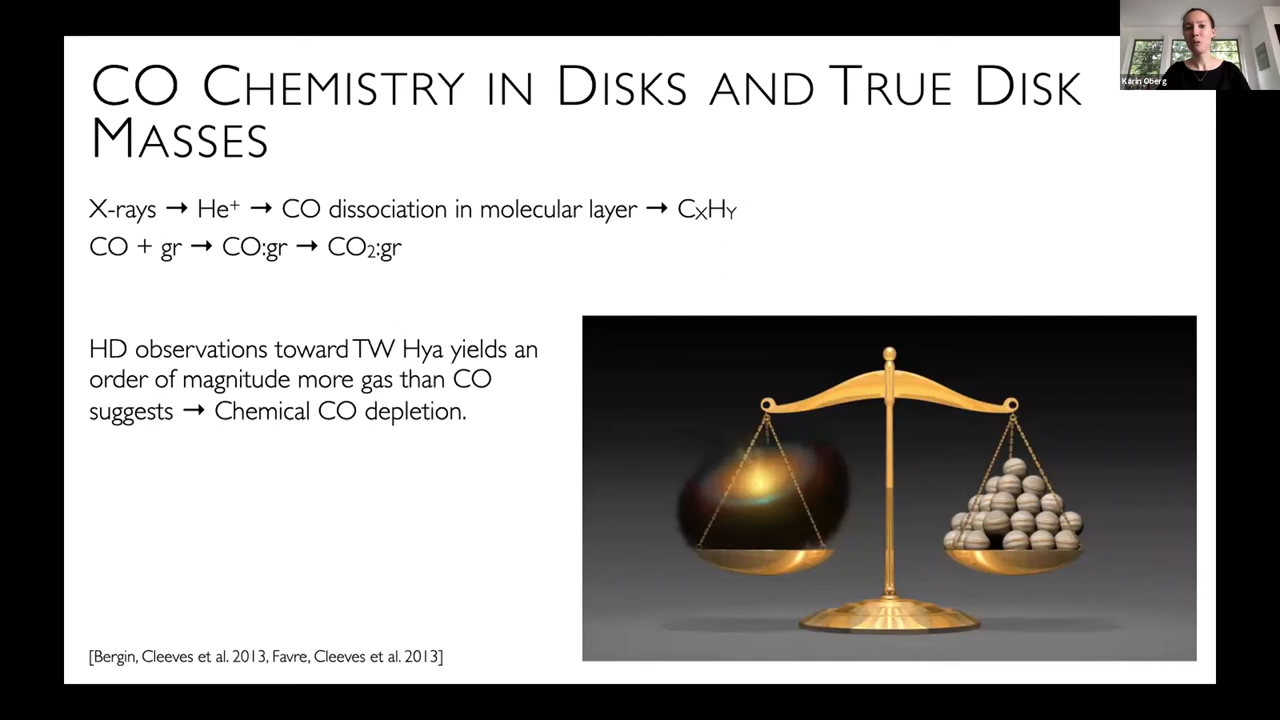 CO CHEMISTRY IN DISKS AND TRUE DISK
MASSES
X-rays → He⁺ → CO dissociation in molecular layer → CₓHᵧ
CO + gr → CO:gr → CO₂:gr
HD observations toward TW Hya yields an
order of magnitude more gas than CO
suggests → Chemical CO depletion.
[Bergin, Cleeves et al. 2013, Favre, Cleeves et al. 2013]
Karin Oberg